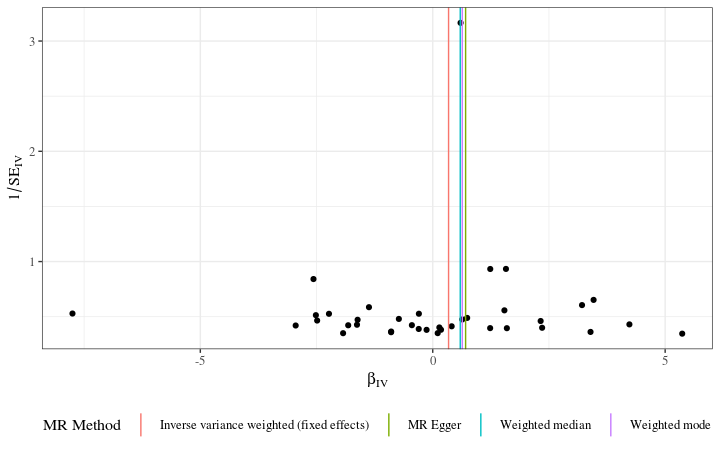 3
2
1
1/SE_IV
-5
0
5
β_IV
MR Method Inverse variance weighted (fixed effects) MR Egger Weighted median Weighted mode